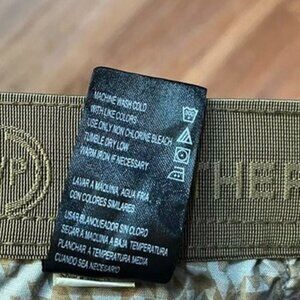 MACHINE WASH COLD
WITH LIKE COLORS
USE ONLY NON CHLORINE BLEACH
TUMBLE DRY LOW
WARM IRON IF NECESSARY
LAVAR A MAQUINA, AGUA FRIA
CON COLORES SIMILARES
USAR BLANQUEADOR SIN CLORO
SECAR A MAQUINA A BAJA TEMPERATURA
PLANCHAR A TEMPERATURA MEDIA
CUANDO SEA NECESARIO
THER